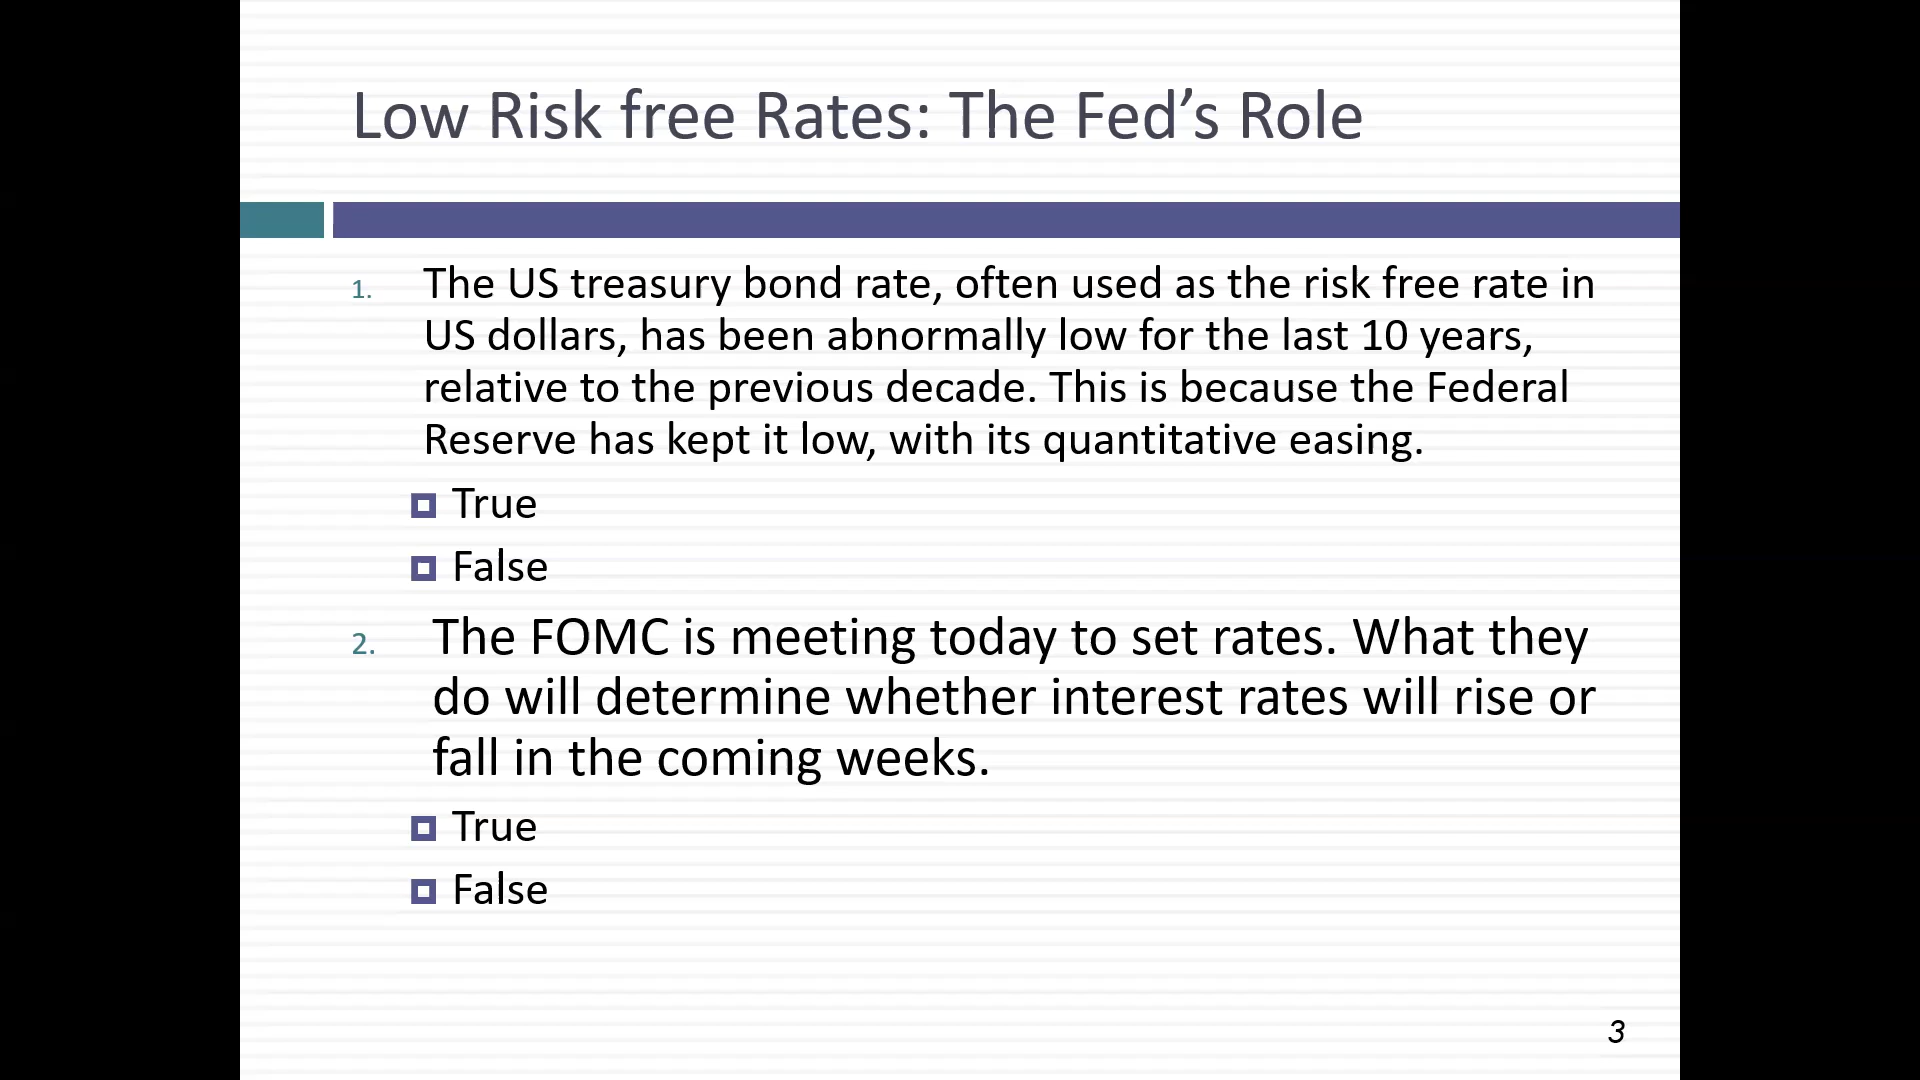 Low Risk free Rates: The Fed’s Role
1. The US treasury bond rate, often used as the risk free rate in
US dollars, has been abnormally low for the last 10 years,
relative to the previous decade. This is because the Federal
Reserve has kept it low, with its quantitative easing.
True
False
2. The FOMC is meeting today to set rates. What they
do will determine whether interest rates will rise or
fall in the coming weeks.
True
False
3